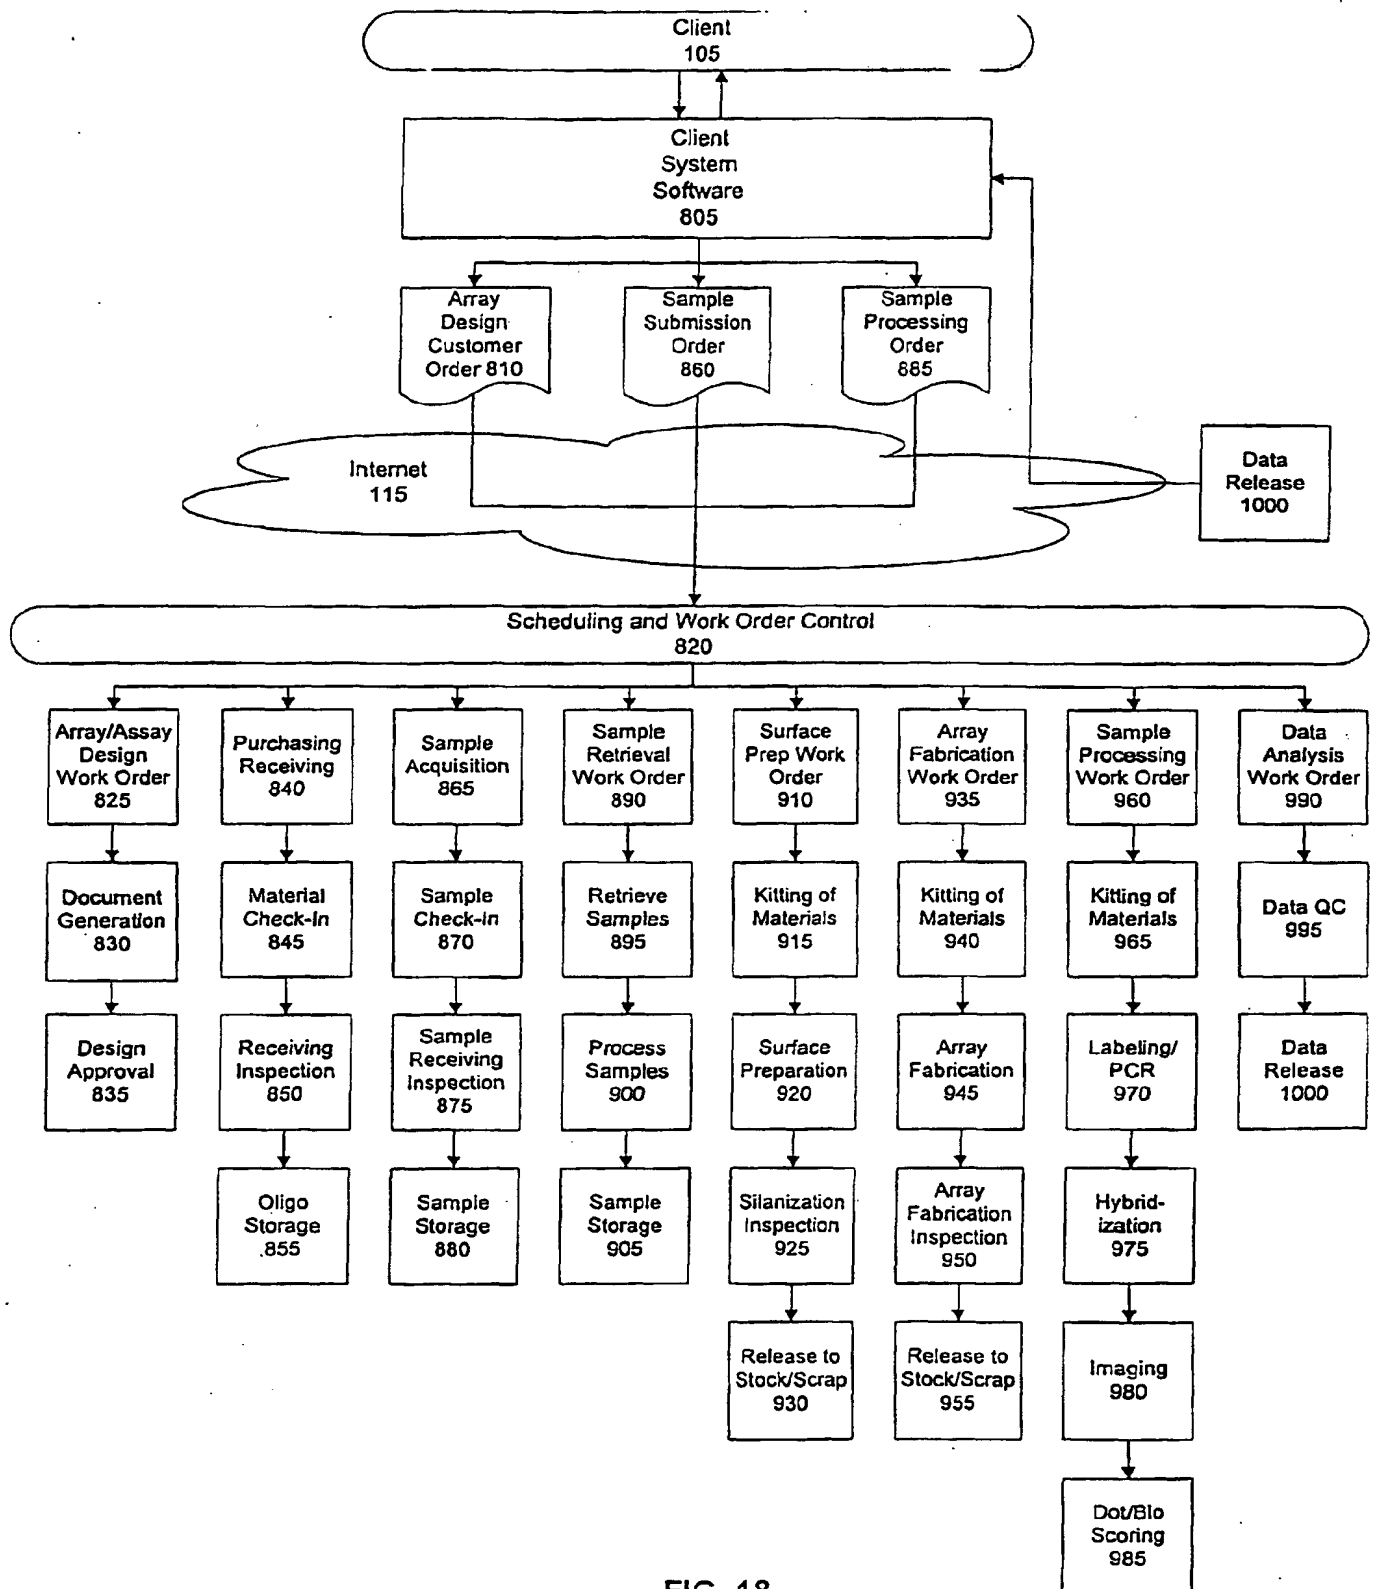 Client
105
Client
System
Software
805
Array
Design
Customer
Order 810
Sample
Submission
Order
860
Sample
Processing
Order
885
Internet
115
Data
Release
1000
Scheduling and Work Order Control
820
Array/Assay
Design
Work Order
825
Purchasing
Receiving
840
Sample
Acquisition
865
Sample
Retrieval
Work Order
890
Surface
Prep Work
Order
910
Array
Fabrication
Work Order
935
Sample
Processing
Work Order
960
Data
Analysis
Work Order
990
Document
Generation
830
Material
Check-In
845
Sample
Check-in
870
Retrieve
Samples
895
Kitting of
Materials
915
Kitting of
Materials
940
Kitting of
Materials
965
Data QC
995
Design
Approval
835
Receiving
Inspection
850
Sample
Receiving
Inspection
875
Process
Samples
900
Surface
Preparation
920
Array
Fabrication
945
Labeling/
PCR
970
Data
Release
1000
Oligo
Storage
855
Sample
Storage
880
Sample
Storage
905
Silanization
Inspection
925
Array
Fabrication
Inspection
950
Hybrid-
ization
975
Release to
Stock/Scrap
930
Release to
Stock/Scrap
955
Imaging
980
Dot/Blo
Scoring
985
FIG. 18